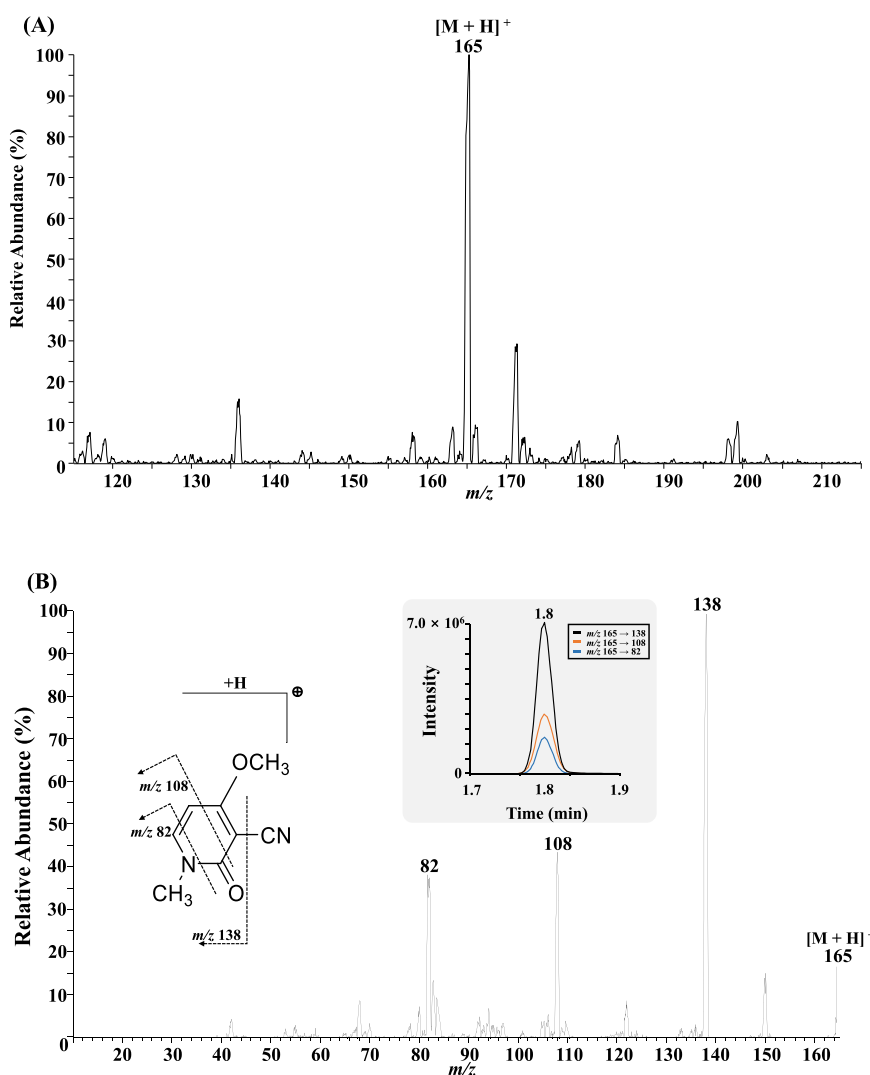 (A)
[M + H]⁺
165
100
90
80
70
60
50
40
30
20
10
0
Relative Abundance (%)
120 130 140 150 160 170 180 190 200 210
m/z
(B)
100
90
80
70
60
50
40
30
20
10
0
Relative Abundance (%)
+H
⊕
OCH₃
m/z 108
m/z 82
CN
N
O
CH₃
m/z 138
7.0 × 10⁶
1.8
m/z 165 → 138
m/z 165 → 108
m/z 165 → 82
Intensity
0
1.7 1.8 1.9
Time (min)
138
108
82
[M + H]
165
20 30 40 50 60 70 80 90 100 110 120 130 140 150 160
m/z